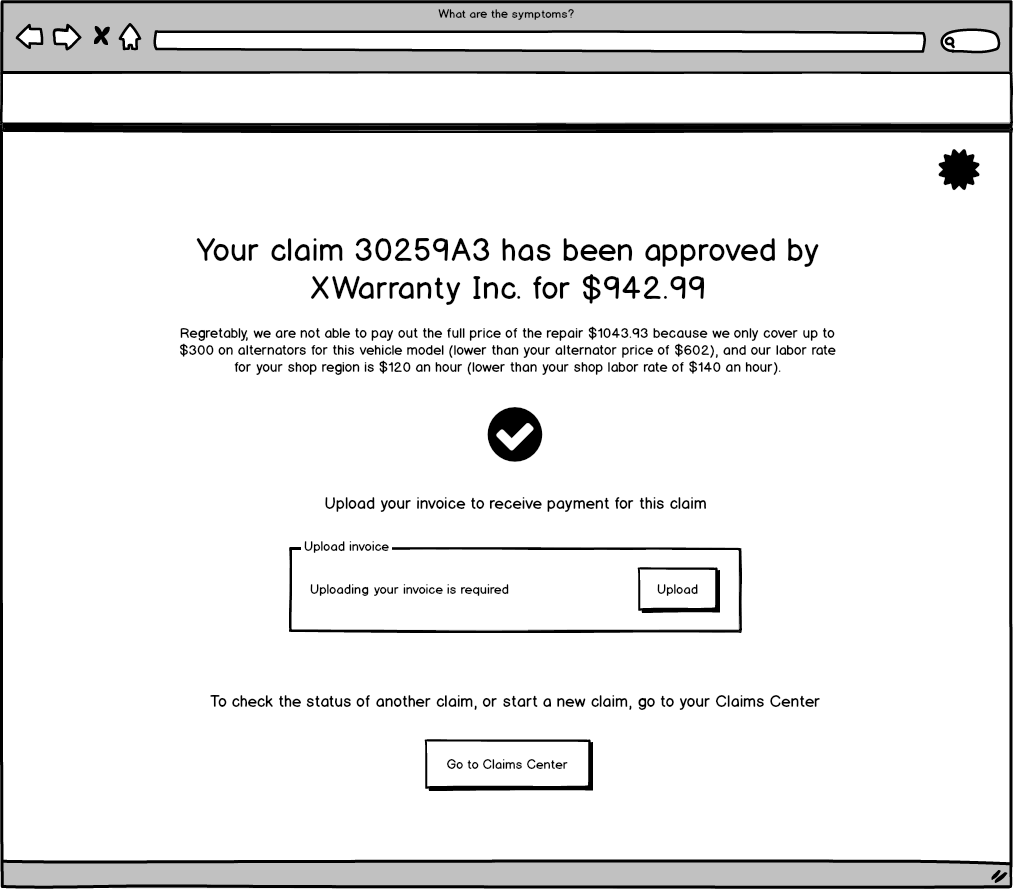 What are the symptoms?
Your claim 30259A3 has been approved by
XWarranty Inc. for $942.99
Regretably, we are not able to pay out the full price of the repair $1043.93 because we only cover up to
$300 on alternators for this vehicle model (lower than your alternator price of $602), and our labor rate
for your shop region is $120 an hour (lower than your shop labor rate of $140 an hour).
Upload your invoice to receive payment for this claim
Upload invoice
Uploading your invoice is required
Upload
To check the status of another claim, or start a new claim, go to your Claims Center
Go to Claims Center